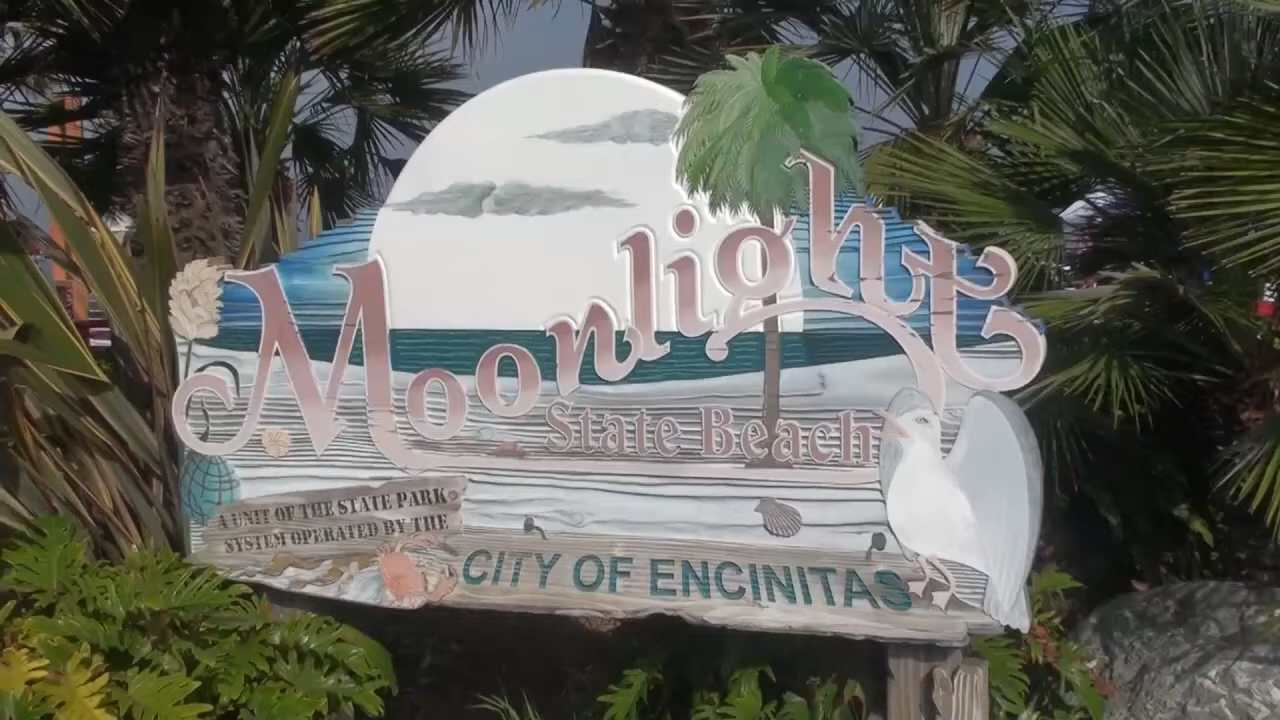 Moonlight
State Beach
A UNIT OF THE STATE PARK
SYSTEM OPERATED BY THE
CITY OF ENCINITAS